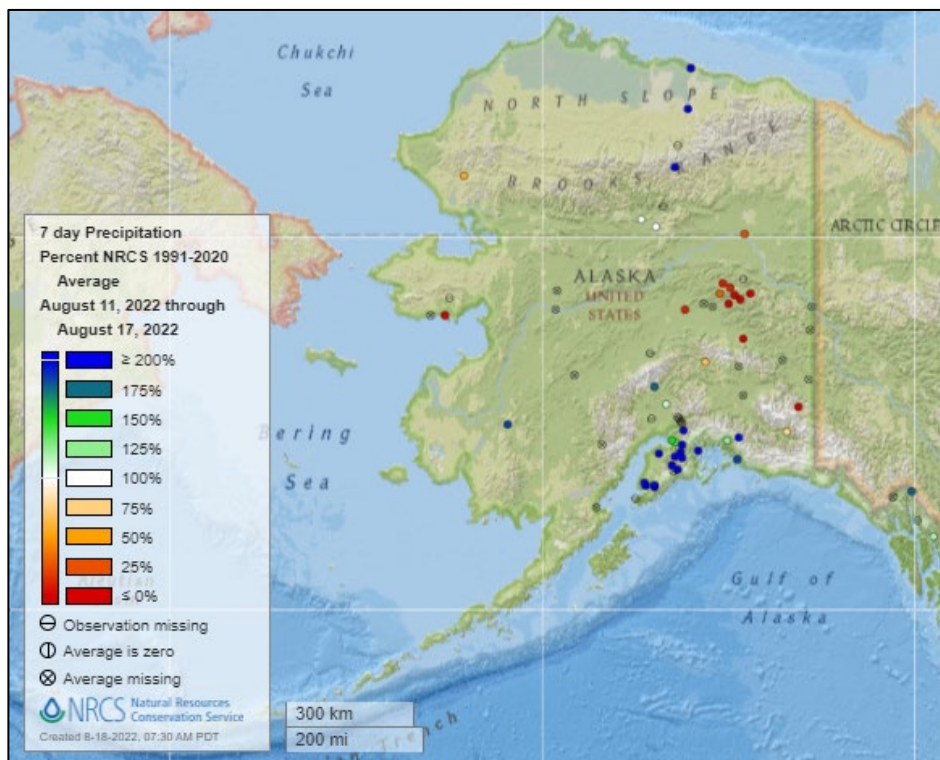 Chukchi
Sea
NORTH SLOPE
BROOKS RANGE
ARCTIC CIRCLE
ALASKA
UNITED
STATES
Bering
Sea
Gulf of
Alaska
Aleutian
Trench
7 day Precipitation
Percent NRCS 1991-2020
Average
August 11, 2022 through
August 17, 2022
≥ 200%
175%
150%
125%
100%
75%
50%
25%
≤ 0%
Observation missing
Average is zero
Average missing
NRCS Natural Resources
Conservation Service
Created 8-18-2022, 07:30 AM PDT
300 km
200 mi